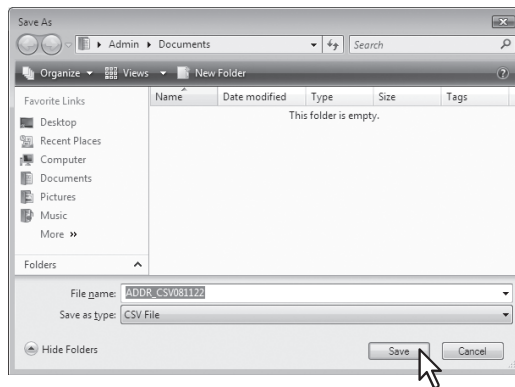 Save As
Admin ▸ Documents
Search
Organize Views New Folder
Favorite Links
Desktop
Recent Places
Computer
Documents
Pictures
Music
More »
Folders
Name Date modified Type Size Tags
This folder is empty.
File name: ADDR_CSV081122
Save as type: CSV File
Hide Folders
Save Cancel